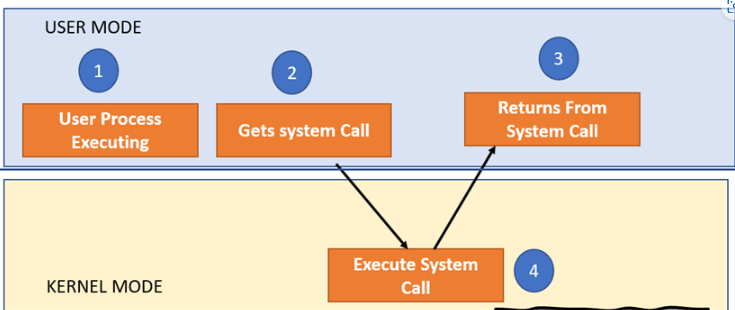 USER MODE
1
2
3
User Process
Executing
Gets system Call
Returns From
System Call
Execute System
Call
4
KERNEL MODE